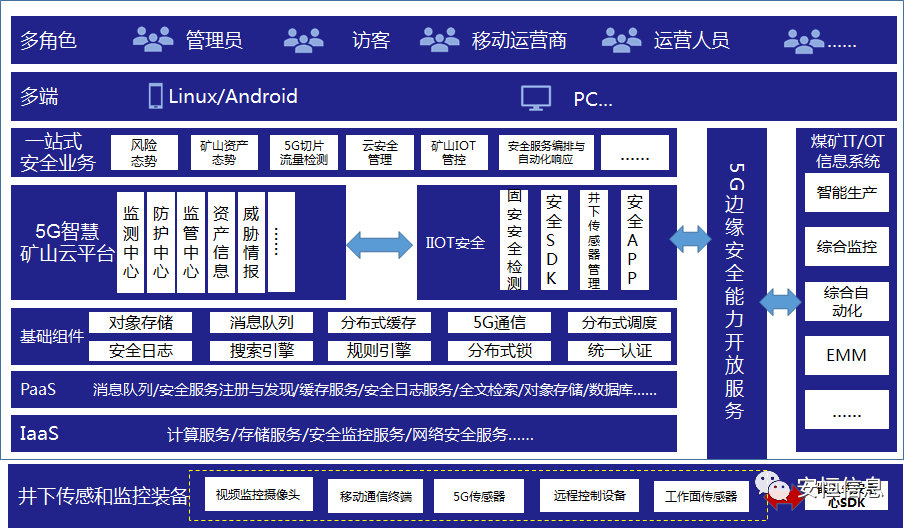 多角色
管理员
访客
移动运营商
运营人员
......
多端
Linux/Android
PC...
一站式
安全业务
风险
态势
矿山资产
态势
5G切片
流量检测
云安全
管理
矿山IOT
管控
安全服务编排与
自动化响应
......
5G智慧
矿山云平台
监测中心
防护中心
监管中心
资产信息
威胁情报
......
IIOT安全
固安安全检测
安全SDK
井下传感器管理
安全APP
5G边缘安全能力开放服务
煤矿IT/OT
信息系统
智能生产
综合监控
综合自
动化
EMM
......
基础组件
对象存储
消息队列
分布式缓存
5G通信
分布式调度
安全日志
搜索引擎
规则引擎
分布式锁
统一认证
PaaS
消息队列/安全服务注册与发现/缓存服务/安全日志服务/全文检索/对象存储/数据库......
IaaS
计算服务/存储服务/安全监控服务/网络安全服务......
井下传感和监控装备
视频监控摄像头
移动通信终端
5G传感器
远程控制设备
工作面传感器
心SDK
安恒信息